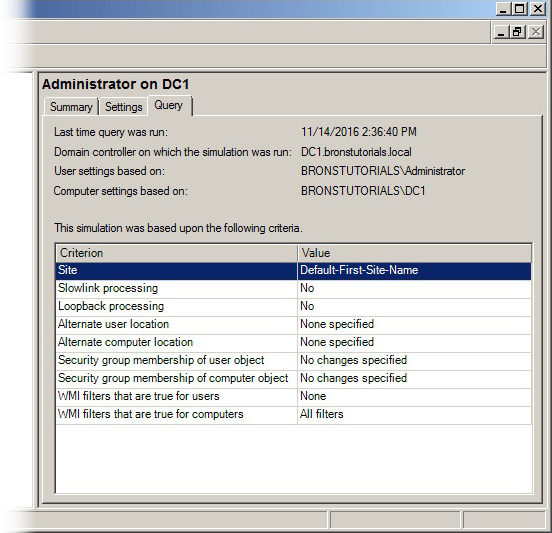 Administrator on DC1
Summary Settings Query
Last time query was run: 11/14/2016 2:36:40 PM
Domain controller on which the simulation was run: DC1.bronstutorials.local
User settings based on: BRONSTUTORIALS\Administrator
Computer settings based on: BRONSTUTORIALS\DC1
This simulation was based upon the following criteria.
Criterion Value
Site Default-First-Site-Name
Slowlink processing No
Loopback processing No
Alternate user location None specified
Alternate computer location None specified
Security group membership of user object No changes specified
Security group membership of computer object No changes specified
WMI filters that are true for users None
WMI filters that are true for computers All filters